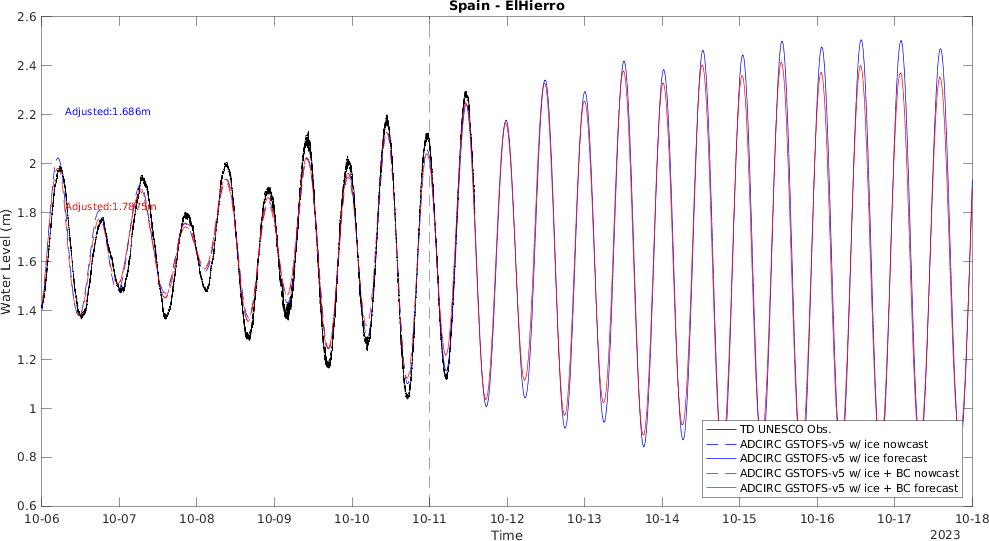 Spain - ElHierro
2.6
2.4
2.2
2
1.8
1.6
1.4
1.2
1
0.8
0.6
Water Level (m)
Adjusted:1.686m
Adjusted:1.7875m
TD UNESCO Obs.
ADCIRC GSTOFS-v5 w/ ice nowcast
ADCIRC GSTOFS-v5 w/ ice forecast
ADCIRC GSTOFS-v5 w/ ice + BC nowcast
ADCIRC GSTOFS-v5 w/ ice + BC forecast
10-06 10-07 10-08 10-09 10-10 10-11 10-12 10-13 10-14 10-15 10-16 10-17 10-18
Time
2023